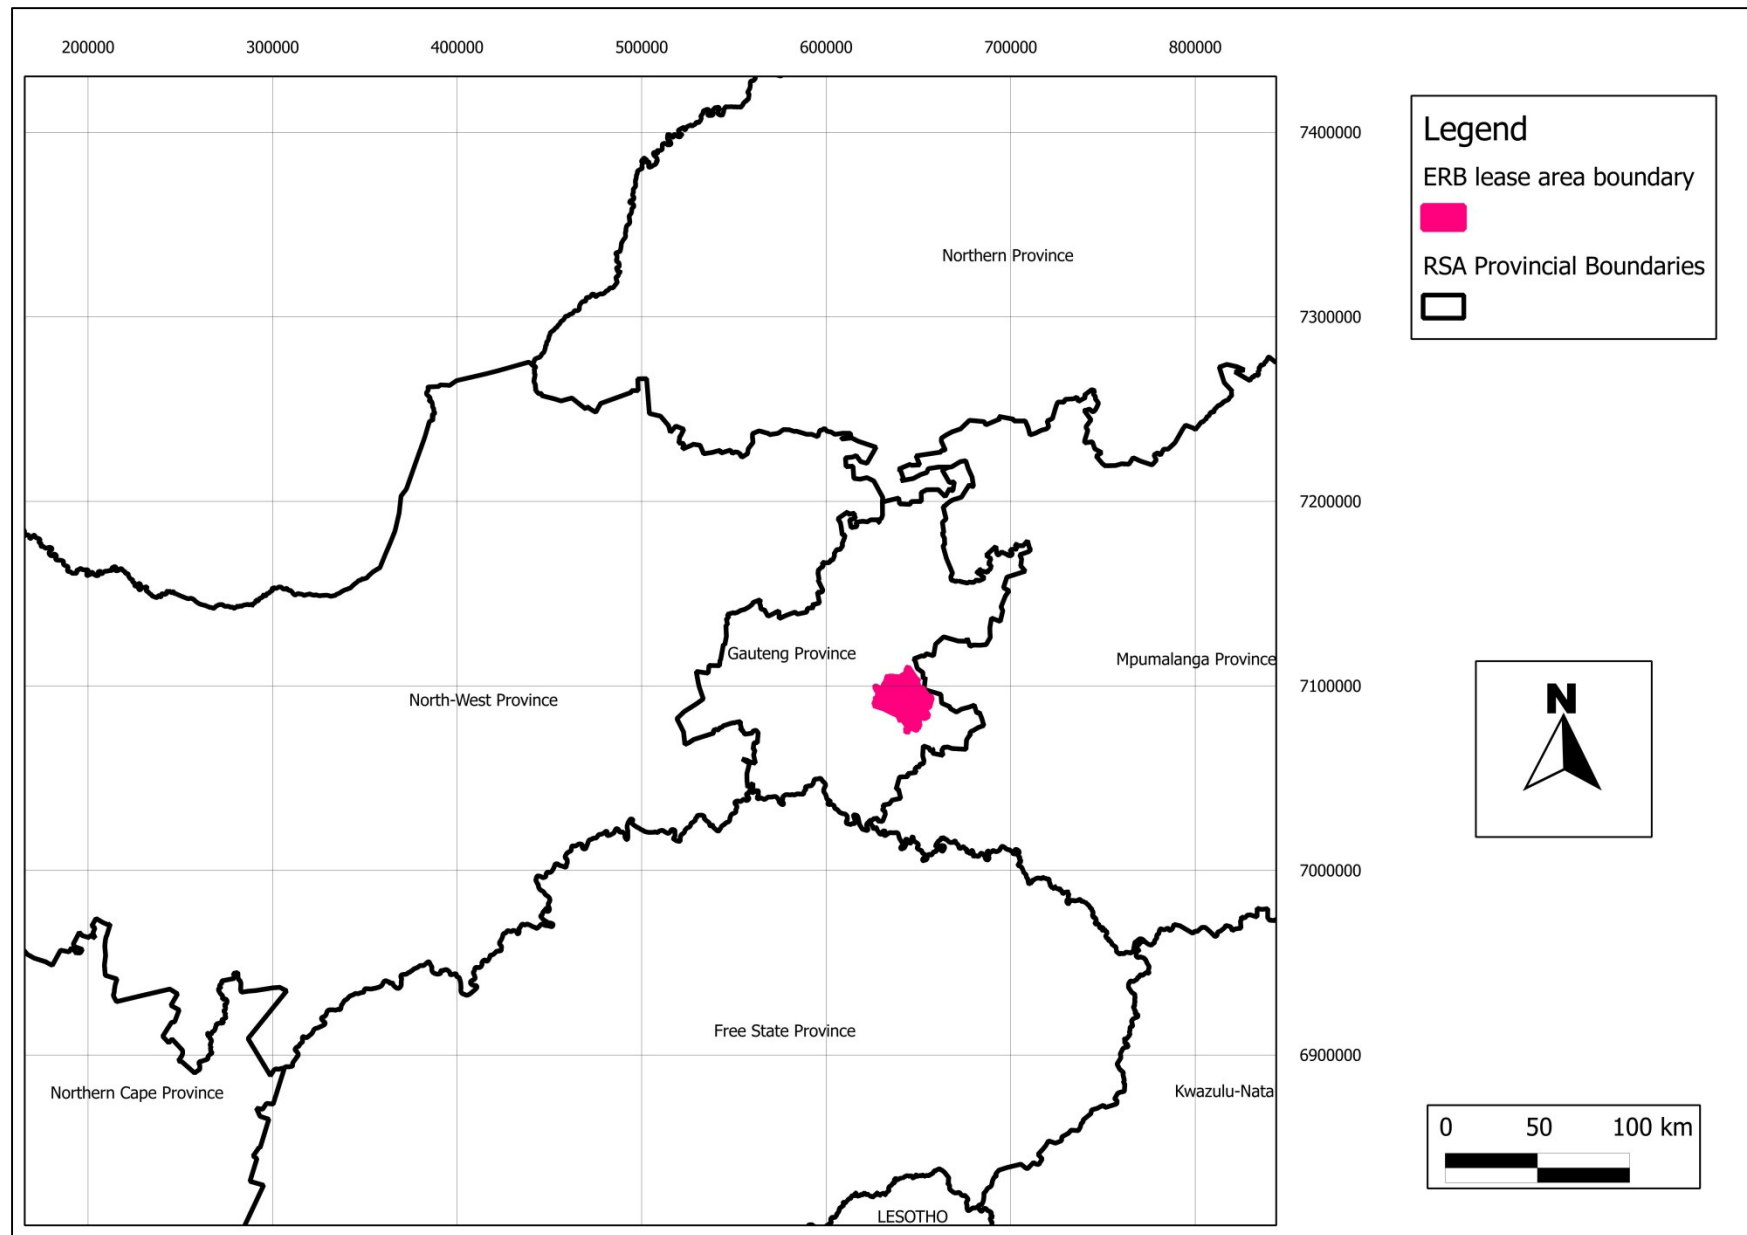 200000 300000 400000 500000 600000 700000 800000
7400000
7300000
7200000
7100000
7000000
6900000
Northern Province
Gauteng Province
Mpumalanga Province
North-West Province
Free State Province
Northern Cape Province
Kwazulu-Nata
LESOTHO
Legend
ERB lease area boundary
RSA Provincial Boundaries
N
0 50 100 km